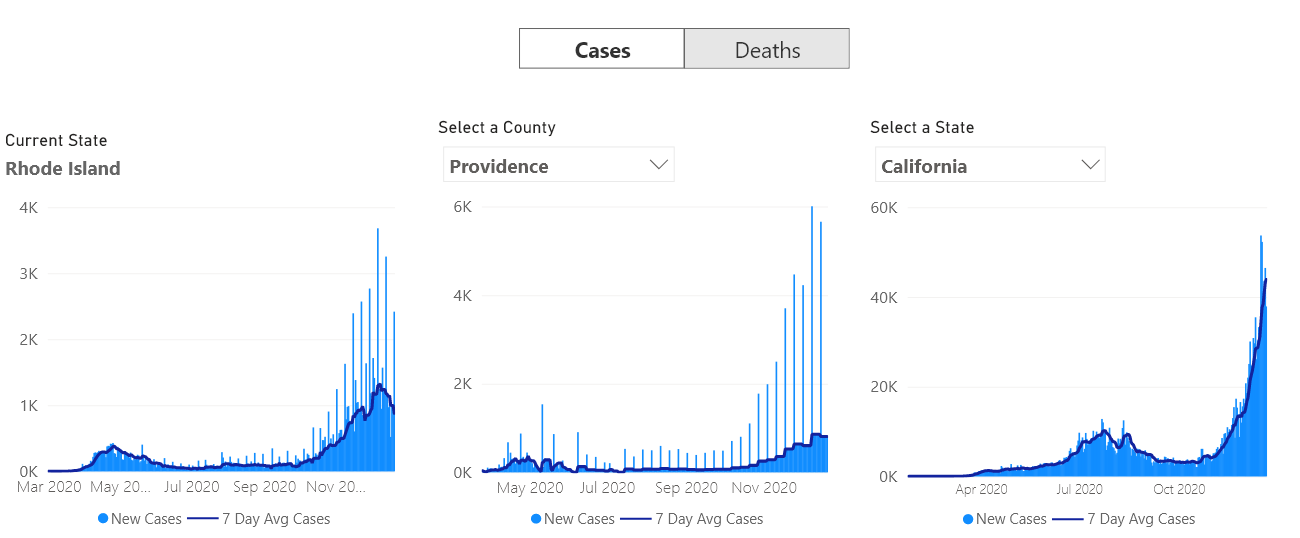 Cases Deaths
Current State
Rhode Island
4K
3K
2K
1K
0K
Mar 2020 May 20... Jul 2020 Sep 2020 Nov 20...
New Cases 7 Day Avg Cases
Select a County
Providence
6K
4K
2K
0K
May 2020 Jul 2020 Sep 2020 Nov 2020
New Cases 7 Day Avg Cases
Select a State
California
60K
40K
20K
0K
Apr 2020 Jul 2020 Oct 2020
New Cases 7 Day Avg Cases